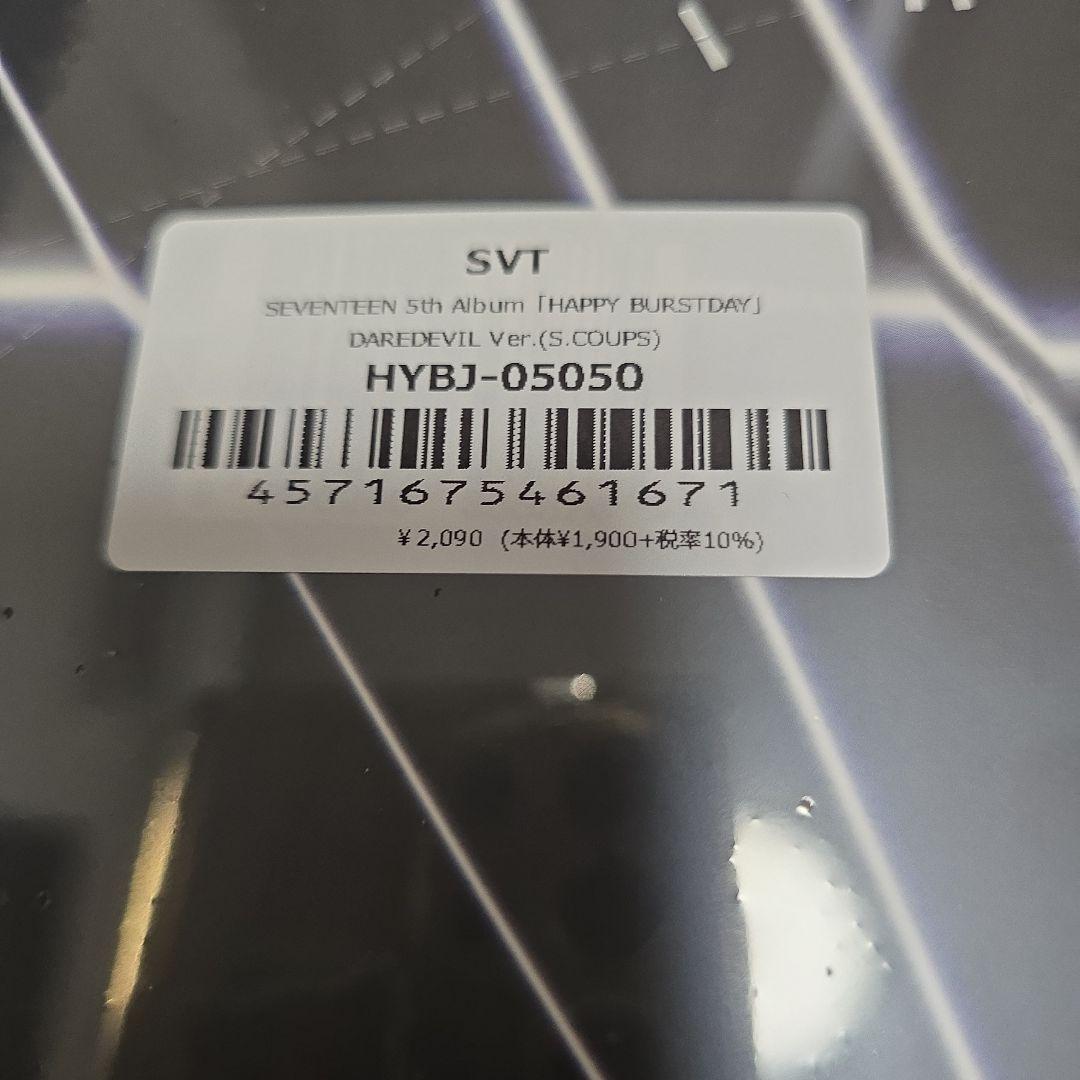 SVT
SEVENTEEN 5th Album「HAPPY BURSTDAY」
DAREDEVIL Ver.(S.COUPS)
HYBJ-05050
4571675461671
¥2,090 (本体¥1,900+税率10%)